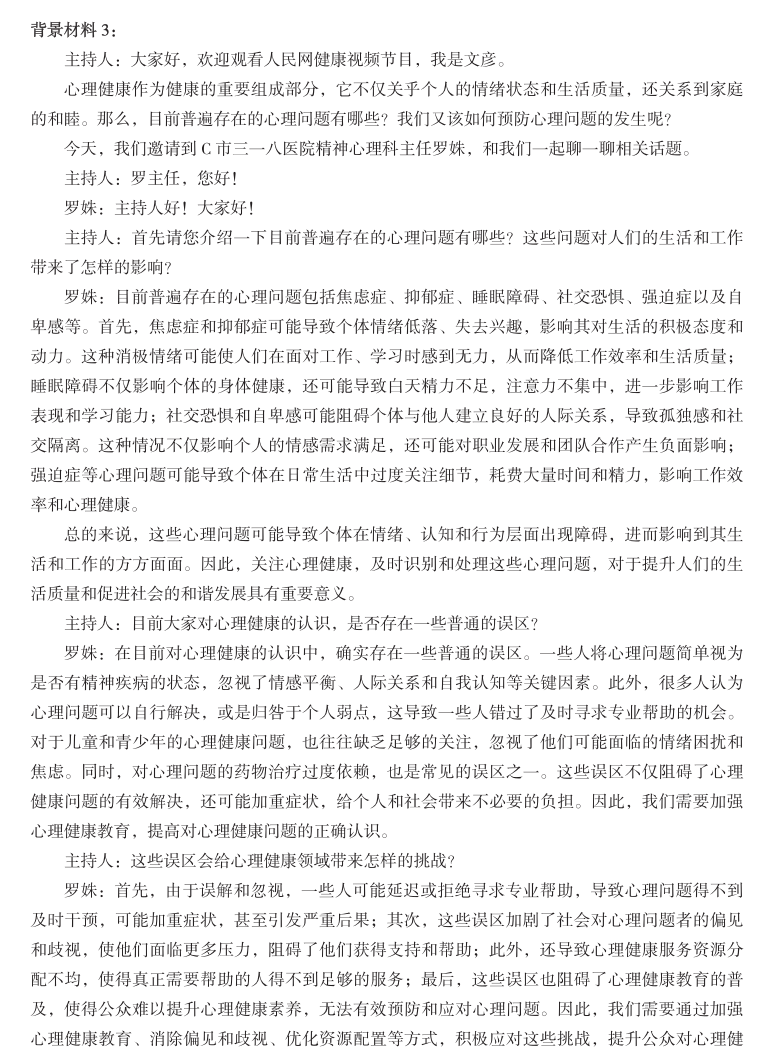 背景材料 3：
主持人：大家好，欢迎观看人民网健康视频节目，我是文彦。
心理健康作为健康的重要组成部分，它不仅关乎个人的情绪状态和生活质量，还关系到家庭
的和睦。那么，目前普遍存在的心理问题有哪些？我们又该如何预防心理问题的发生呢？
今天，我们邀请到 C 市三一八医院精神心理科主任罗姝，和我们一起聊一聊相关话题。
主持人：罗主任，您好！
罗姝：主持人好！大家好！
主持人：首先请您介绍一下目前普遍存在的心理问题有哪些？这些问题对人们的生活和工作
带来了怎样的影响？
罗姝：目前普遍存在的心理问题包括焦虑症、抑郁症、睡眠障碍、社交恐惧、强迫症以及自
卑感等。首先，焦虑症和抑郁症可能导致个体情绪低落、失去兴趣，影响其对生活的积极态度和
动力。这种消极情绪可能使人们在面对工作、学习时感到无力，从而降低工作效率和生活质量；
睡眠障碍不仅影响个体的身体健康，还可能导致白天精力不足，注意力不集中，进一步影响工作
表现和学习能力；社交恐惧和自卑感可能阻碍个体与他人建立良好的人际关系，导致孤独感和社
交隔离。这种情况不仅影响个人的情感需求满足，还可能对职业发展和团队合作产生负面影响；
强迫症等心理问题可能导致个体在日常生活中过度关注细节，耗费大量时间和精力，影响工作效
率和心理健康。
总的来说，这些心理问题可能导致个体在情绪、认知和行为层面出现障碍，进而影响到其生
活和工作的方方面面。因此，关注心理健康，及时识别和处理这些心理问题，对于提升人们的生
活质量和促进社会的和谐发展具有重要意义。
主持人：目前大家对心理健康的认识，是否存在一些普通的误区？
罗姝：在目前对心理健康的认识中，确实存在一些普通的误区。一些人将心理问题简单视为
是否有精神疾病的状态，忽视了情感平衡、人际关系和自我认知等关键因素。此外，很多人认为
心理问题可以自行解决，或是归咎于个人弱点，这导致一些人错过了及时寻求专业帮助的机会。
对于儿童和青少年的心理健康问题，也往往缺乏足够的关注，忽视了他们可能面临的情绪困扰和
焦虑。同时，对心理问题的药物治疗过度依赖，也是常见的误区之一。这些误区不仅阻碍了心理
健康问题的有效解决，还可能加重症状，给个人和社会带来不必要的负担。因此，我们需要加强
心理健康教育，提高对心理健康问题的正确认识。
主持人：这些误区会给心理健康领域带来怎样的挑战？
罗姝：首先，由于误解和忽视，一些人可能延迟或拒绝寻求专业帮助，导致心理问题得不到
及时干预，可能加重症状，甚至引发严重后果；其次，这些误区加剧了社会对心理问题者的偏见
和歧视，使他们面临更多压力，阻碍了他们获得支持和帮助；此外，还导致心理健康服务资源分
配不均，使得真正需要帮助的人得不到足够的服务；最后，这些误区也阻碍了心理健康教育的普
及，使得公众难以提升心理健康素养，无法有效预防和应对心理问题。因此，我们需要通过加强
心理健康教育、消除偏见和歧视、优化资源配置等方式，积极应对这些挑战，提升公众对心理健